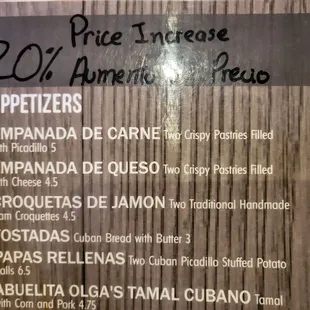 20% Price Increase
Aumento Precio
PPETIZERS
MPANADA DE CARNE Two Crispy Pastries Filled
th Picadillo 5
MPANADA DE QUESO Two Crispy Pastries Filled
th Cheese 4.5
ROQUETAS DE JAMON Two Traditional Handmade
am Croquettes 4.5
OSTADAS Cuban Bread with Butter 3
PAPAS RELLENAS Two Cuban Picadillo Stuffed Potato
alls 6.5
ABUELITA OLGA'S TAMAL CUBANO Tamal
with Corn and Pork 4.75